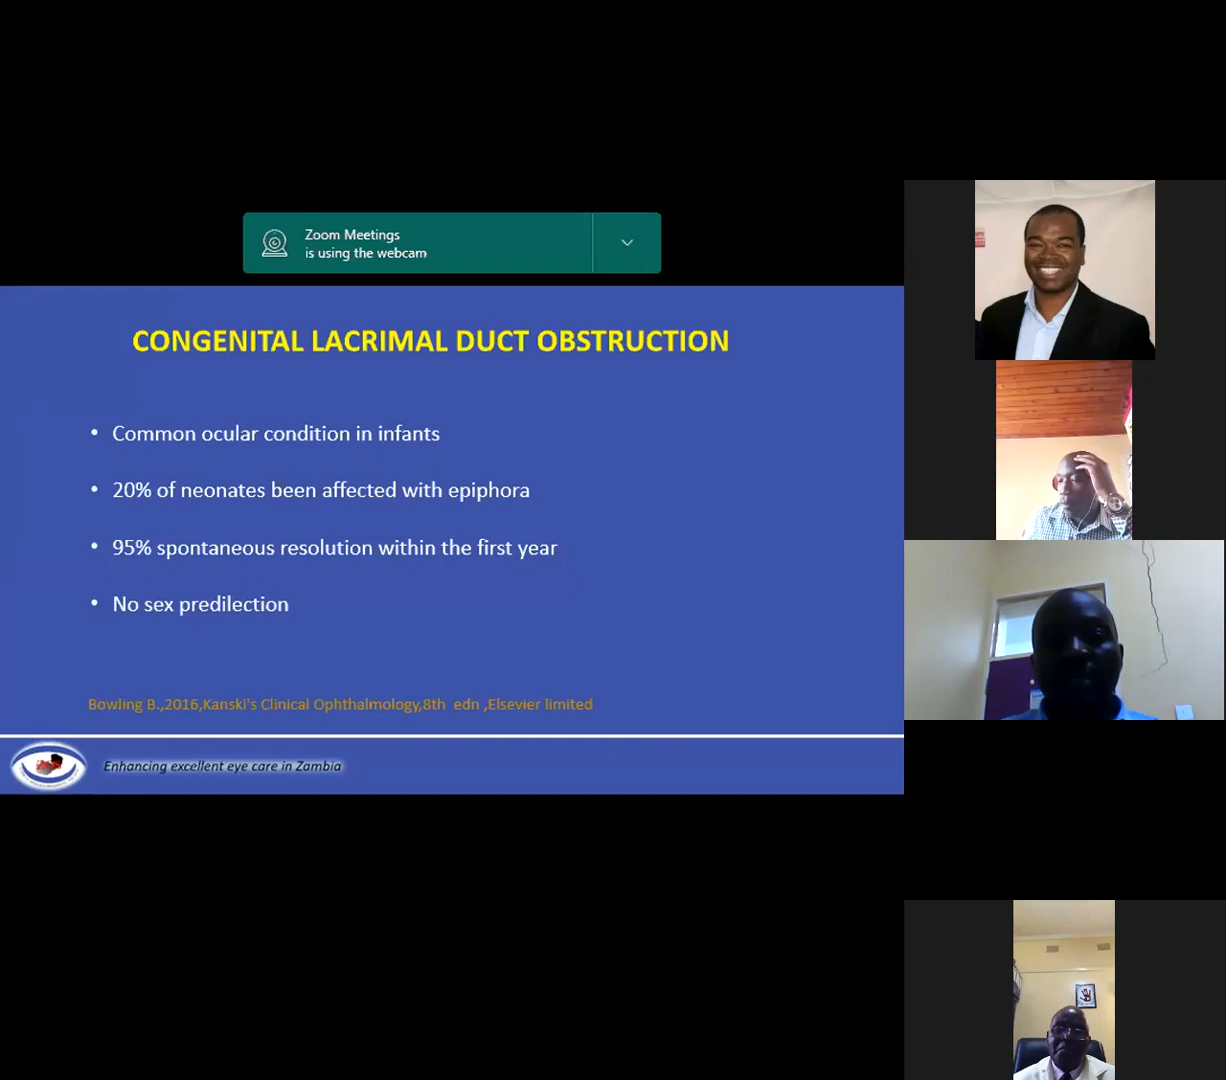 Zoom Meetings
is using the webcam
CONGENITAL LACRIMAL DUCT OBSTRUCTION
• Common ocular condition in infants
• 20% of neonates been affected with epiphora
• 95% spontaneous resolution within the first year
• No sex predilection
Bowling B.,2016,Kanski's Clinical Ophthalmology,8th edn ,Elsevier limited
Enhancing excellent eye care in Zambia